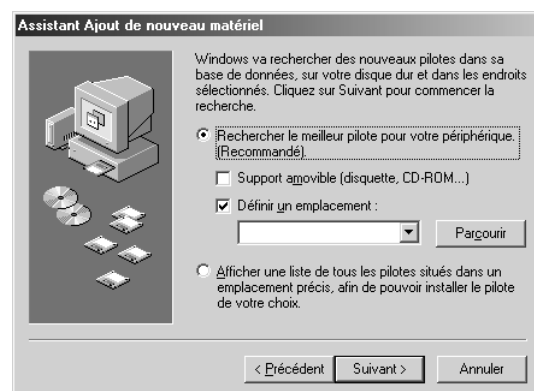 Assistant Ajout de nouveau matériel
Windows va rechercher des nouveaux pilotes dans sa
base de données, sur votre disque dur et dans les endroits
sélectionnés. Cliquez sur Suivant pour commencer la
recherche.
Rechercher le meilleur pilote pour votre périphérique.
(Recommandé).
Support amovible (disquette, CD-ROM...)
Définir un emplacement :
Parcourir
Afficher une liste de tous les pilotes situés dans un
emplacement précis, afin de pouvoir installer le pilote
de votre choix.
< Précédent Suivant > Annuler